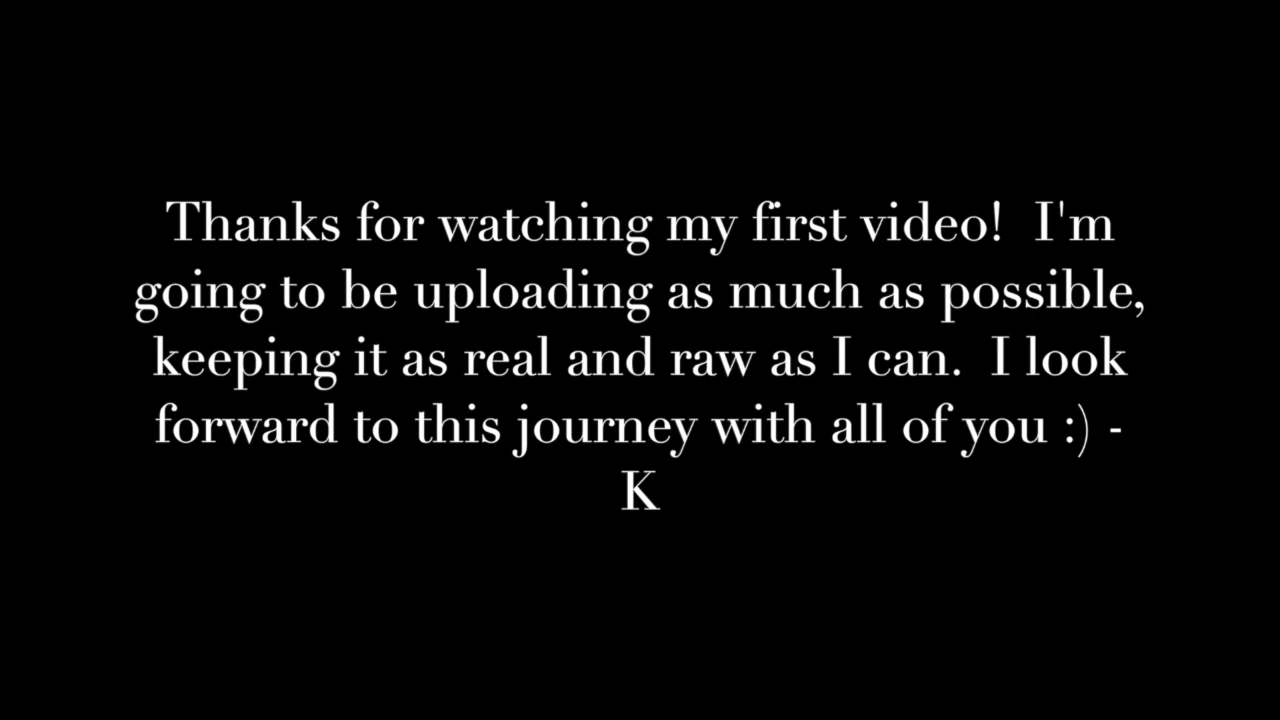 Thanks for watching my first video!  I'm
going to be uploading as much as possible,
keeping it as real and raw as I can.  I look
forward to this journey with all of you :) -
K